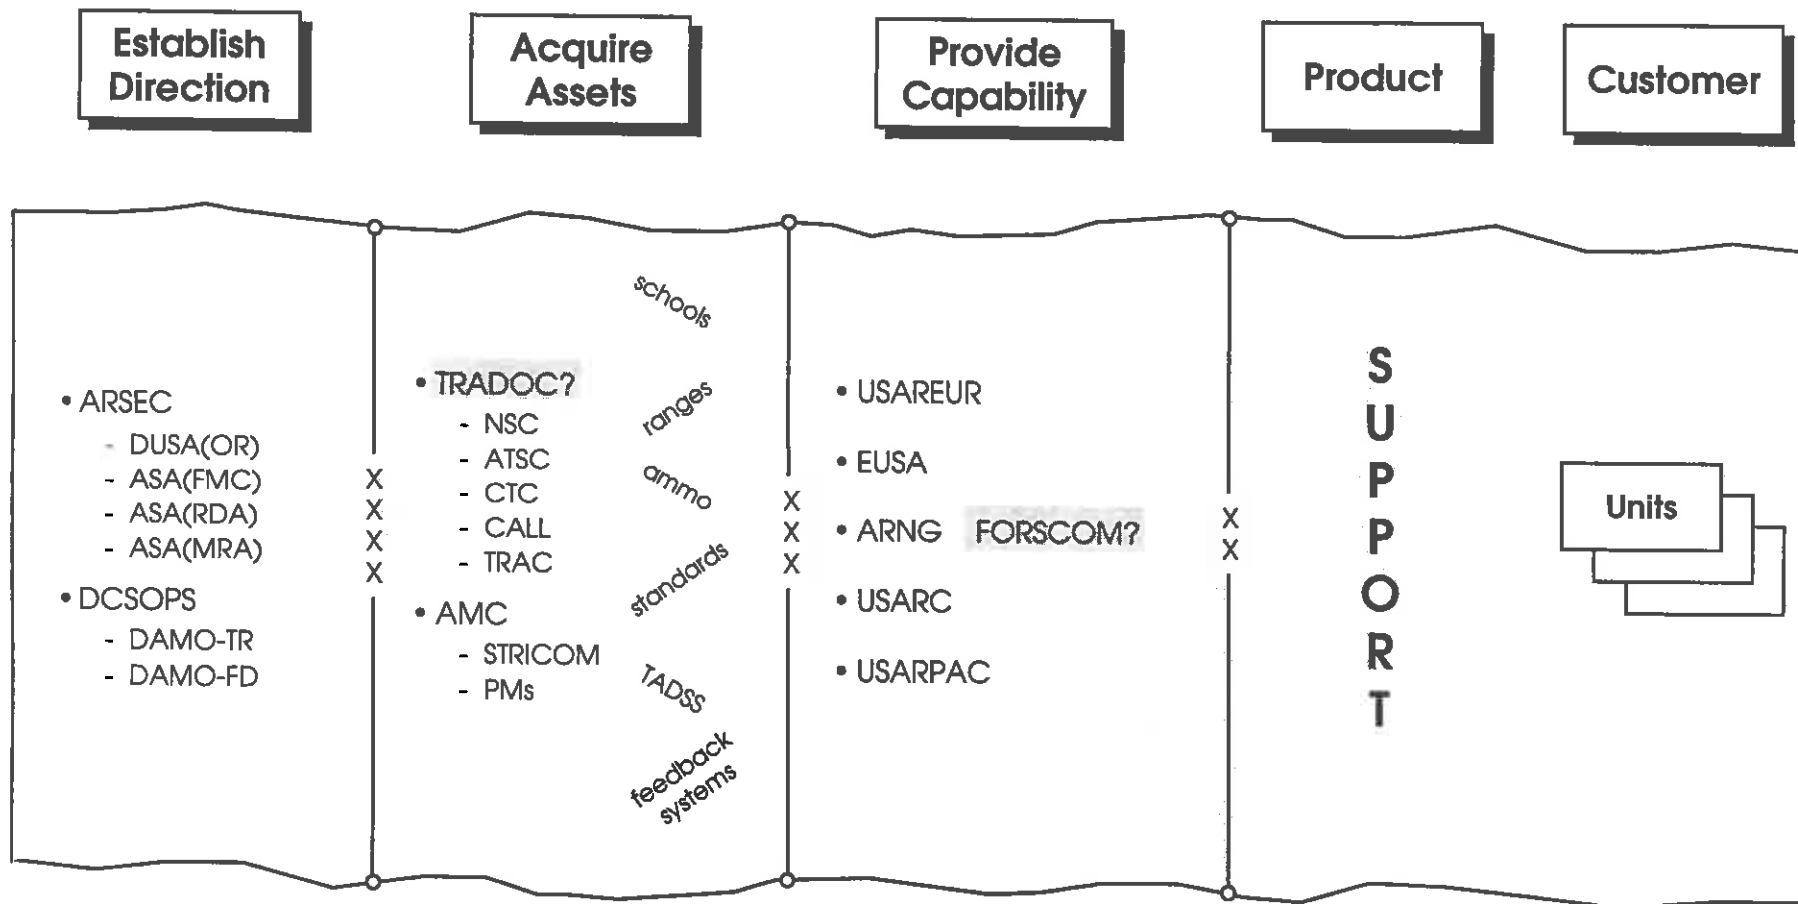 Establish
Direction
Acquire
Assets
Provide
Capability
Product
Customer
• ARSEC
- DUSA(OR)
- ASA(FMC)
- ASA(RDA)
- ASA(MRA)
• DCSOPS
- DAMO-TR
- DAMO-FD
X
X
X
X
• TRADOC?
- NSC
- ATSC
- CTC
- CALL
- TRAC
• AMC
- STRICOM
- PMs
schools
ranges
ammo
standards
TADSS
feedback
systems
X
X
X
• USAREUR
• EUSA
• ARNG FORSCOM?
• USARC
• USARPAC
X
X
S
U
P
P
O
R
T
Units